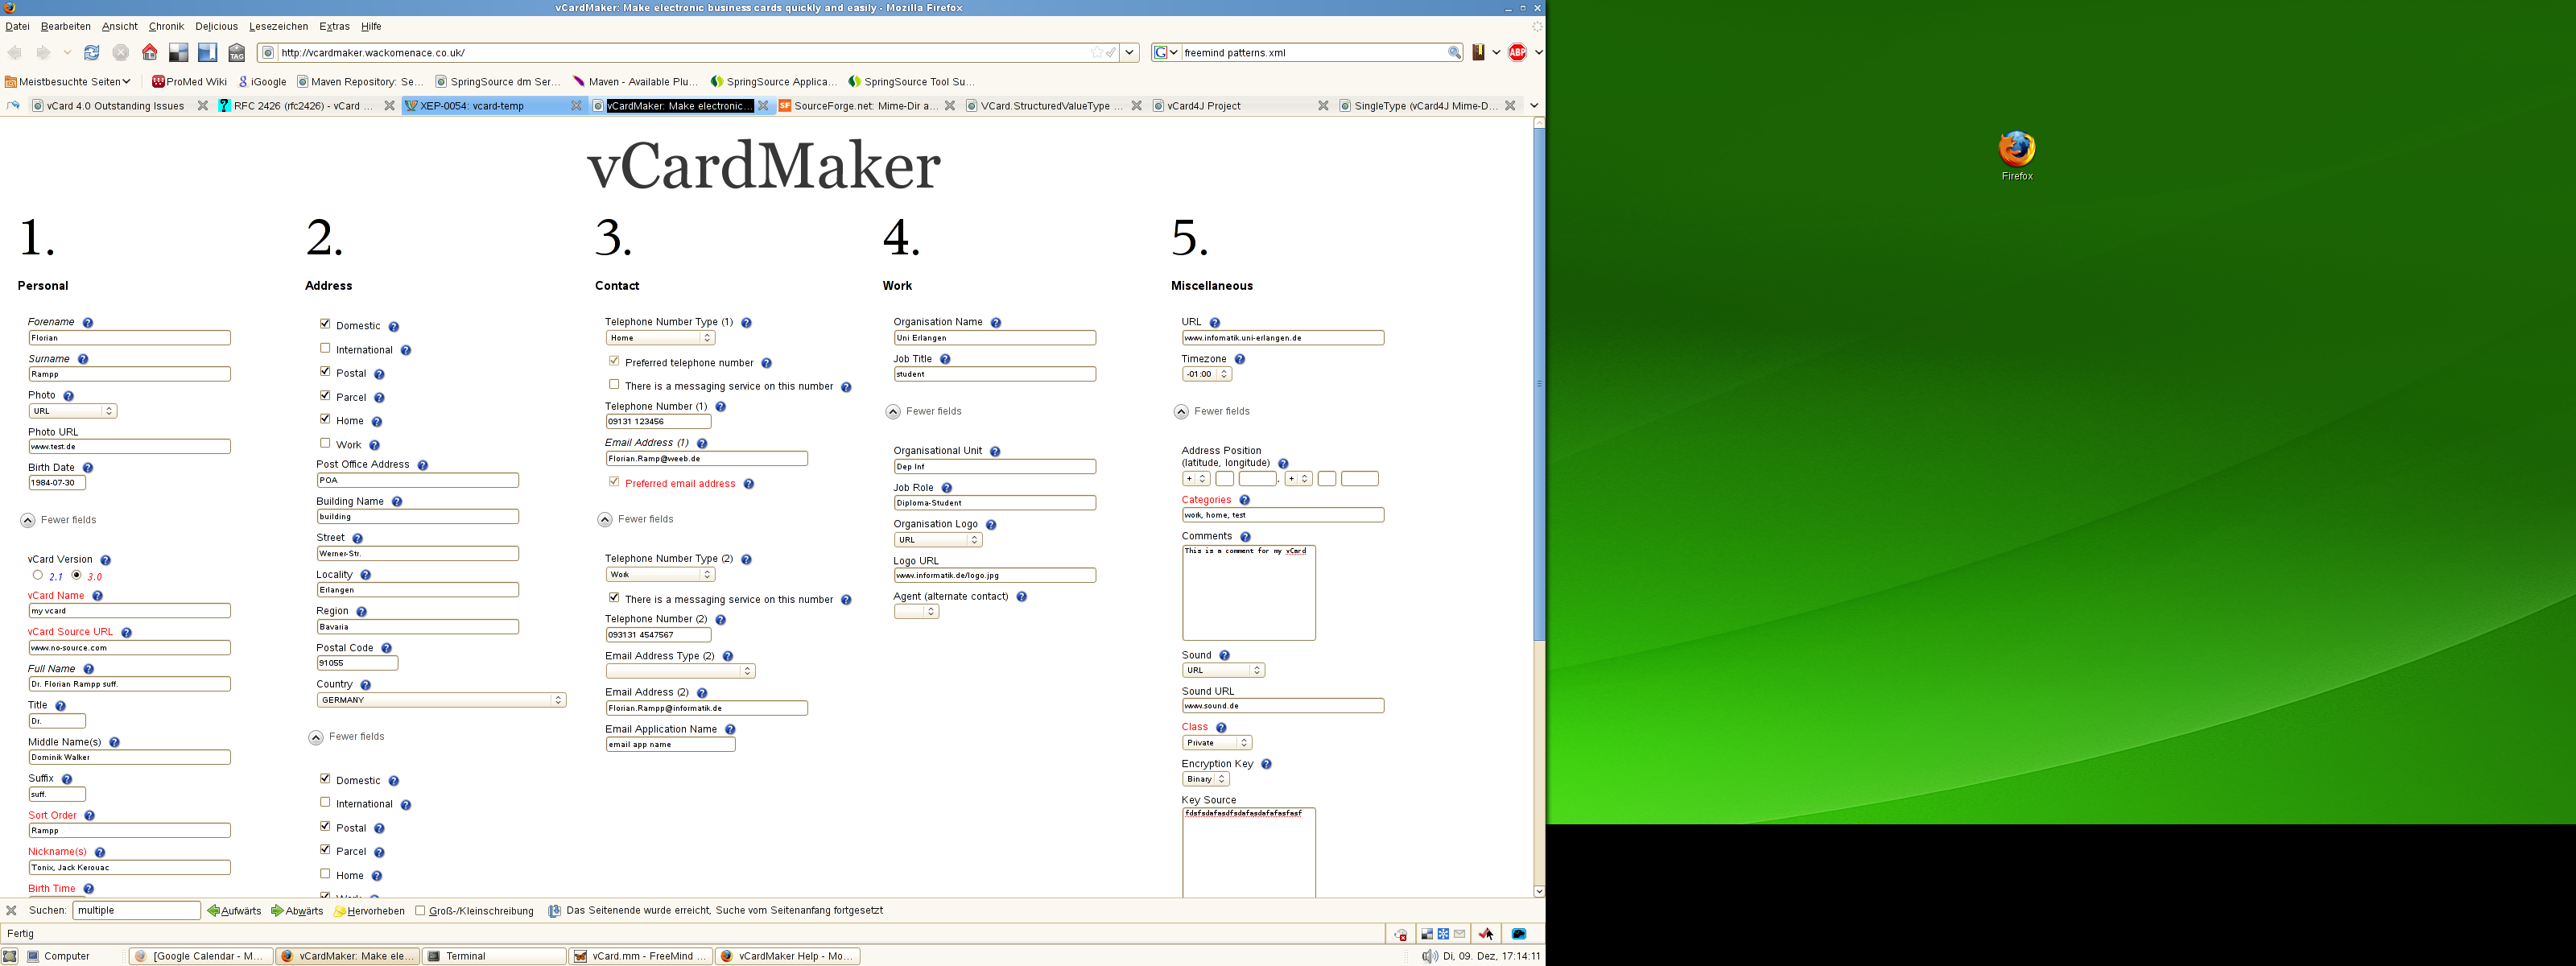 vCardMaker: Make electronic business cards quickly and easily - Mozilla Firefox
Datei Bearbeiten Ansicht Chronik Delicious Lesezeichen Extras Hilfe
http://vcardmaker.wackomenace.co.uk/
freemind patterns.xml
TAG
ABP
Meistbesuchte Seiten ProMed Wiki iGoogle Maven Repository: Se... SpringSource dm Ser... Maven - Available Plu... SpringSource Applica... SpringSource Tool Su...
vCard 4.0 Outstanding Issues RFC 2426 (rfc2426) - vCard ... XEP-0054: vcard-temp vCardMaker: Make electronic... SourceForge.net: Mime-Dir a... VCard.StructuredValueType ... vCard4J Project SingleType (vCard4J Mime-D...
vCardMaker
1.
Personal
Forename
Florian
Surname
Rampp
Photo
URL
Photo URL
www.test.de
Birth Date
1984-07-30
Fewer fields
vCard Version
2.1 3.0
vCard Name
my vcard
vCard Source URL
www.no-source.com
Full Name
Dr. Florian Rampp suff.
Title
Dr.
Middle Name(s)
Dominik Walker
Suffix
suff.
Sort Order
Rampp
Nickname(s)
Tonix, Jack Kerouac
Birth Time
2.
Address
Domestic
International
Postal
Parcel
Home
Work
Post Office Address
POA
Building Name
building
Street
Werner-Str.
Locality
Erlangen
Region
Bavaria
Postal Code
91055
Country
GERMANY
Fewer fields
Domestic
International
Postal
Parcel
Home
Work
3.
Contact
Telephone Number Type (1)
Home
Preferred telephone number
There is a messaging service on this number
Telephone Number (1)
09131 123456
Email Address (1)
Florian.Ramp@weeb.de
Preferred email address
Fewer fields
Telephone Number Type (2)
Work
There is a messaging service on this number
Telephone Number (2)
093131 4547567
Email Address Type (2)
Email Address (2)
Florian.Rampp@informatik.de
Email Application Name
email app name
4.
Work
Organisation Name
Uni Erlangen
Job Title
student
Fewer fields
Organisational Unit
Dep Inf
Job Role
Diploma-Student
Organisation Logo
URL
Logo URL
www.informatik.de/logo.jpg
Agent (alternate contact)
5.
Miscellaneous
URL
www.infomatik.uni-erlangen.de
Timezone
-01:00
Fewer fields
Address Position
(latitude, longitude)
+ , +
Categories
work, home, test
Comments
This is a comment for my vCard
Sound
URL
Sound URL
www.sound.de
Class
Private
Encryption Key
Binary
Key Source
fdsfsdafasdfsdafasdafafasfasf
Firefox
Suchen: multiple Aufwärts Abwärts Hervorheben Groß-/Kleinschreibung Das Seitenende wurde erreicht, Suche vom Seitenanfang fortgesetzt
Fertig
Computer [Google Calendar - M... vCardMaker: Make ele... Terminal vCard.mm - FreeMind ... vCardMaker Help - Mo... Di, 09. Dez, 17:14:11